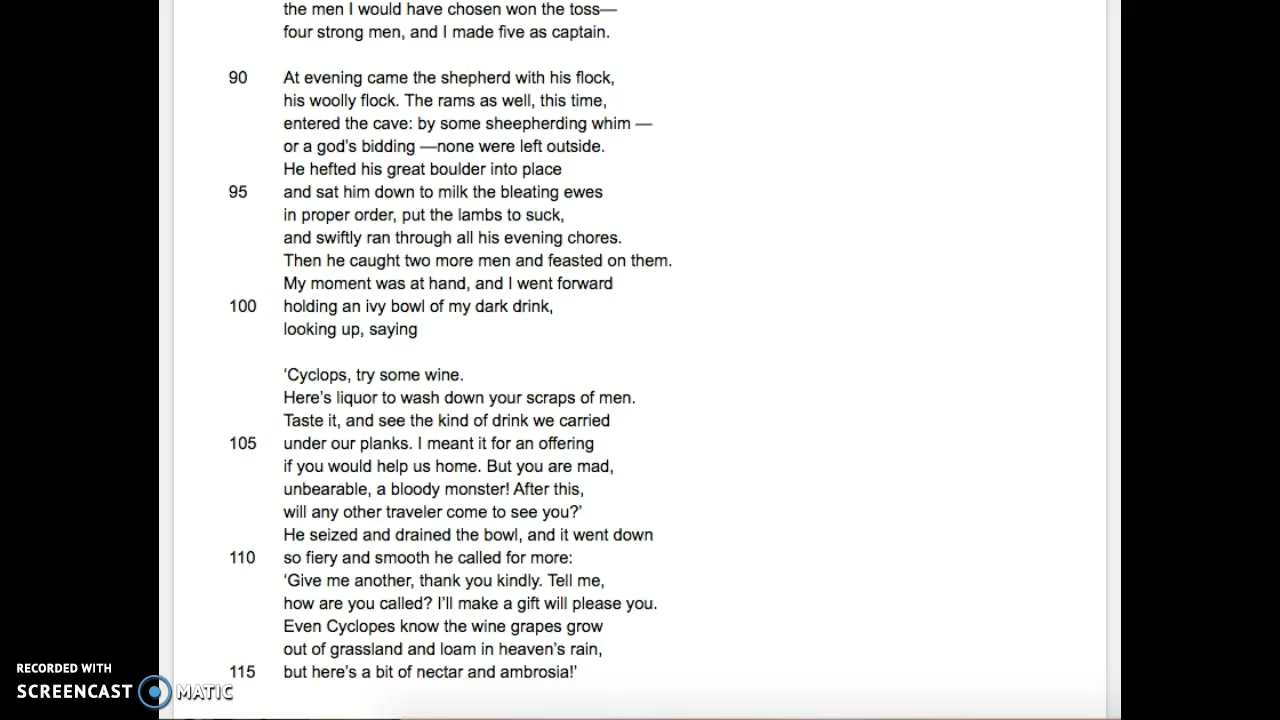 the men I would have chosen won the toss—
four strong men, and I made five as captain.
90 At evening came the shepherd with his flock,
his woolly flock. The rams as well, this time,
entered the cave: by some sheepherding whim —
or a god's bidding —none were left outside.
He hefted his great boulder into place
95 and sat him down to milk the bleating ewes
in proper order, put the lambs to suck,
and swiftly ran through all his evening chores.
Then he caught two more men and feasted on them.
My moment was at hand, and I went forward
100 holding an ivy bowl of my dark drink,
looking up, saying
‘Cyclops, try some wine.
Here’s liquor to wash down your scraps of men.
Taste it, and see the kind of drink we carried
105 under our planks. I meant it for an offering
if you would help us home. But you are mad,
unbearable, a bloody monster! After this,
will any other traveler come to see you?’
He seized and drained the bowl, and it went down
110 so fiery and smooth he called for more:
‘Give me another, thank you kindly. Tell me,
how are you called? I’ll make a gift will please you.
Even Cyclopes know the wine grapes grow
out of grassland and loam in heaven’s rain,
115 but here’s a bit of nectar and ambrosia!’
RECORDED WITH
SCREENCAST MATIC